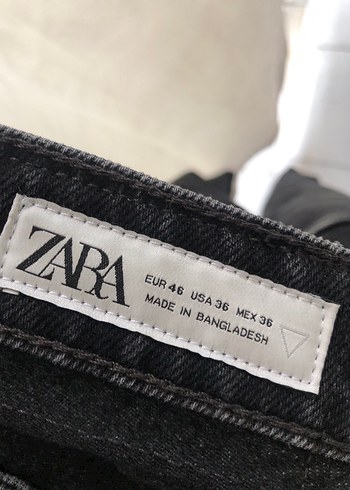 ZARA
EUR 46 USA 36 MEX 36
MADE IN BANGLADESH